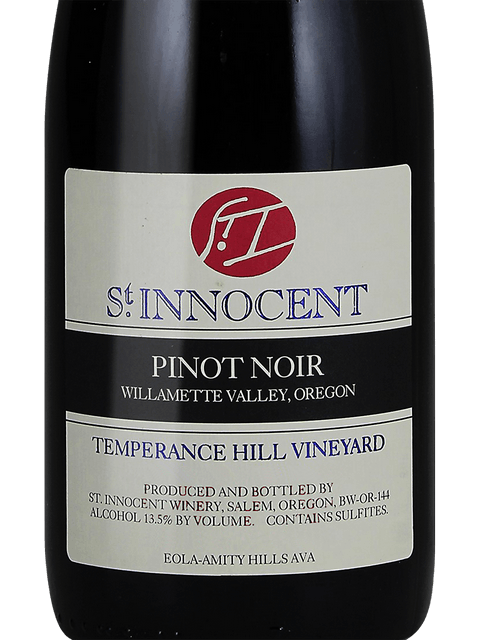 St. I
St. INNOCENT
PINOT NOIR
WILLAMETTE VALLEY, OREGON
TEMPERANCE HILL VINEYARD
PRODUCED AND BOTTLED BY
ST. INNOCENT WINERY, SALEM, OREGON, BW-OR-144
ALCOHOL 13.5% BY VOLUME. CONTAINS SULFITES.
EOLA-AMITY HILLS AVA